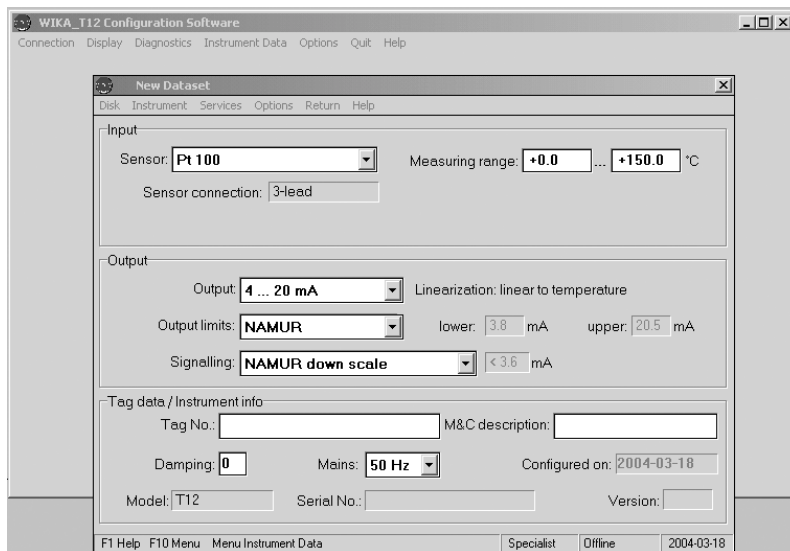 WIKA_T12 Configuration Software
Connection Display Diagnostics Instrument Data Options Quit Help
New Dataset
Disk Instrument Services Options Return Help
Input
Sensor: Pt 100 Measuring range: +0.0 ... +150.0 °C
Sensor connection: 3-lead
Output
Output: 4 ... 20 mA Linearization: linear to temperature
Output limits: NAMUR lower: 3.8 mA upper: 20.5 mA
Signalling: NAMUR down scale < 3.6 mA
Tag data / Instrument info
Tag No.: M&C description:
Damping: 0 Mains: 50 Hz Configured on: 2004-03-18
Model: T12 Serial No.: Version:
F1 Help F10 Menu Menu Instrument Data Specialist Offline 2004-03-18